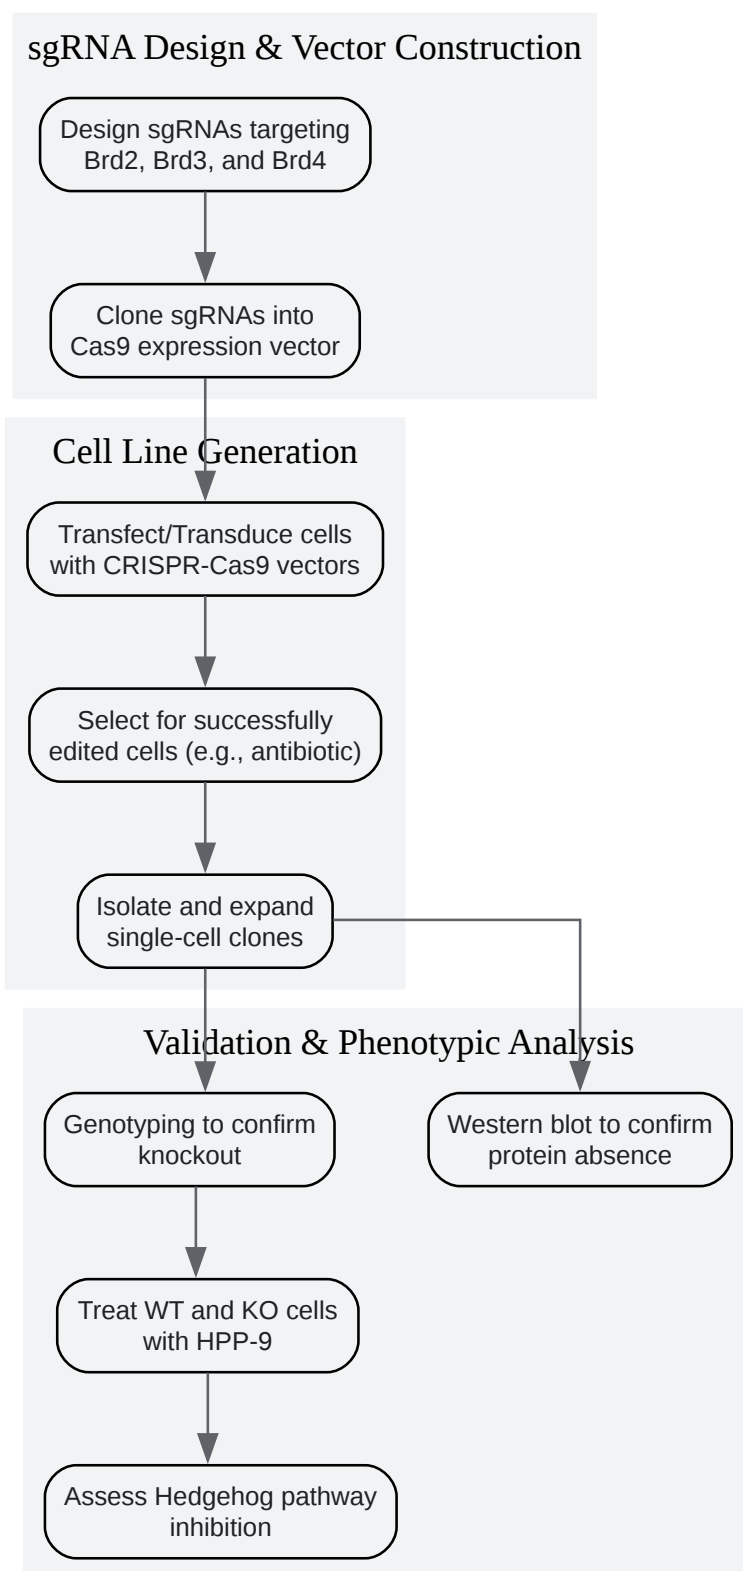 sgRNA Design & Vector Construction
Design sgRNAs targeting
Brd2, Brd3, and Brd4
Clone sgRNAs into
Cas9 expression vector
Cell Line Generation
Transfect/Transduce cells
with CRISPR-Cas9 vectors
Select for successfully
edited cells (e.g., antibiotic)
Isolate and expand
single-cell clones
Validation & Phenotypic Analysis
Genotyping to confirm
knockout
Western blot to confirm
protein absence
Treat WT and KO cells
with HPP-9
Assess Hedgehog pathway
inhibition